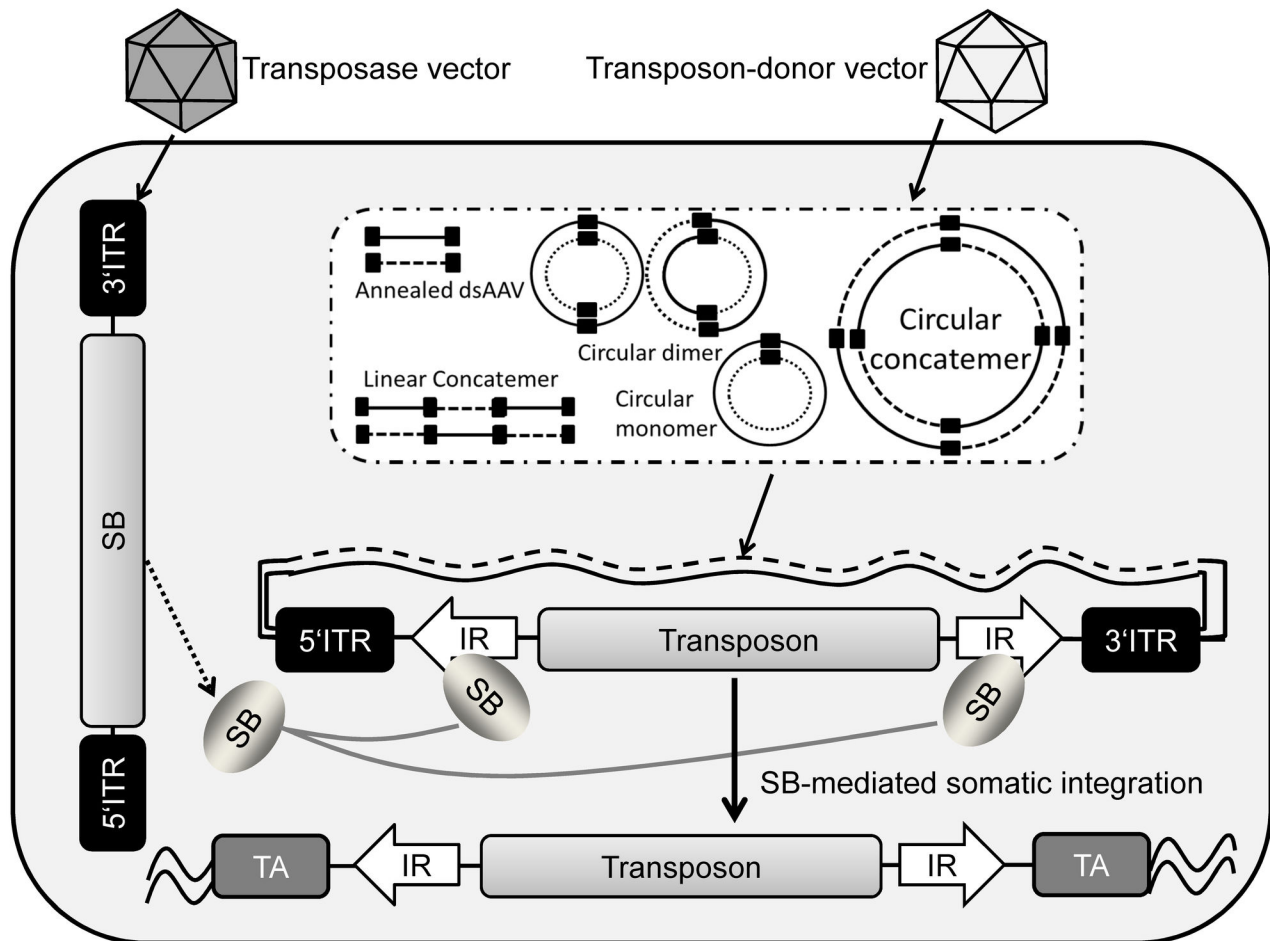 Transposase vector
Transposon-donor vector
3‘ITR
SB
5‘ITR
Annealed dsAAV
Circular dimer
Linear Concatemer
Circular
monomer
Circular
concatemer
5‘ITR
IR
Transposon
IR
3‘ITR
SB
SB
SB
SB-mediated somatic integration
TA
IR
Transposon
IR
TA